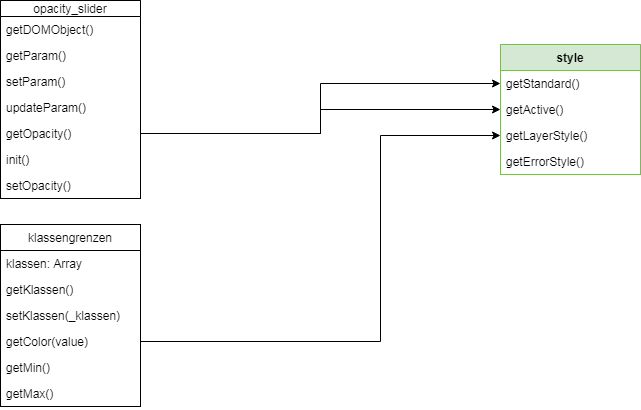 opacity_slider
getDOMObject()
getParam()
setParam()
updateParam()
getOpacity()
init()
setOpacity()
style
getStandard()
getActive()
getLayerStyle()
getErrorStyle()
klassengrenzen
klassen: Array
getKlassen()
setKlassen(_klassen)
getColor(value)
getMin()
getMax()